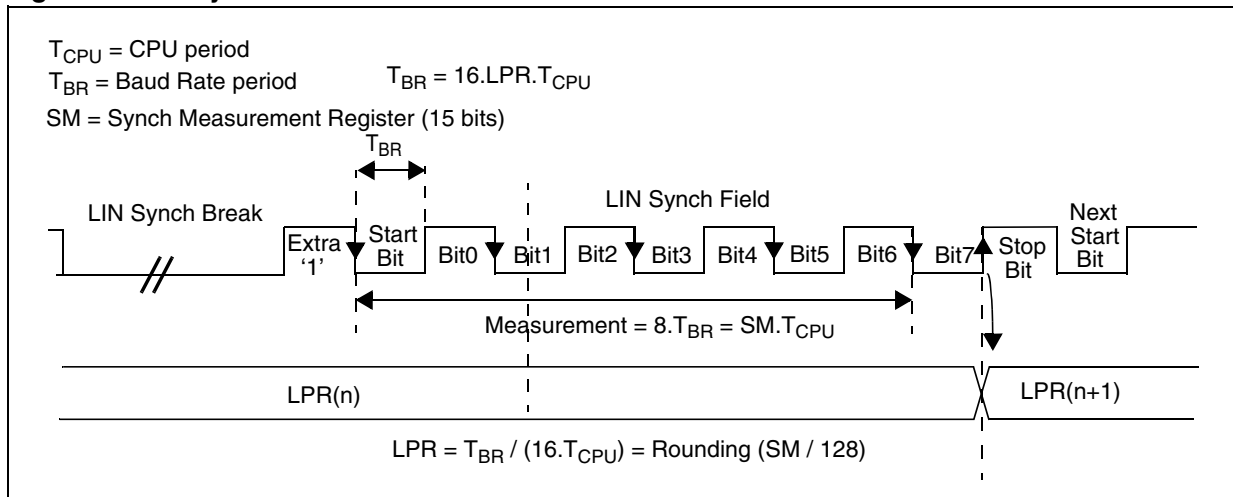 T_CPU = CPU period
T_BR = Baud Rate period T_BR = 16.LPR.T_CPU
SM = Synch Measurement Register (15 bits)
T_BR
LIN Synch Break
LIN Synch Field
Extra '1'
Start Bit
Bit0
Bit1
Bit2
Bit3
Bit4
Bit5
Bit6
Bit7
Stop Bit
Next Start Bit
Measurement = 8.T_BR = SM.T_CPU
LPR(n)
LPR(n+1)
LPR = T_BR / (16.T_CPU) = Rounding (SM / 128)